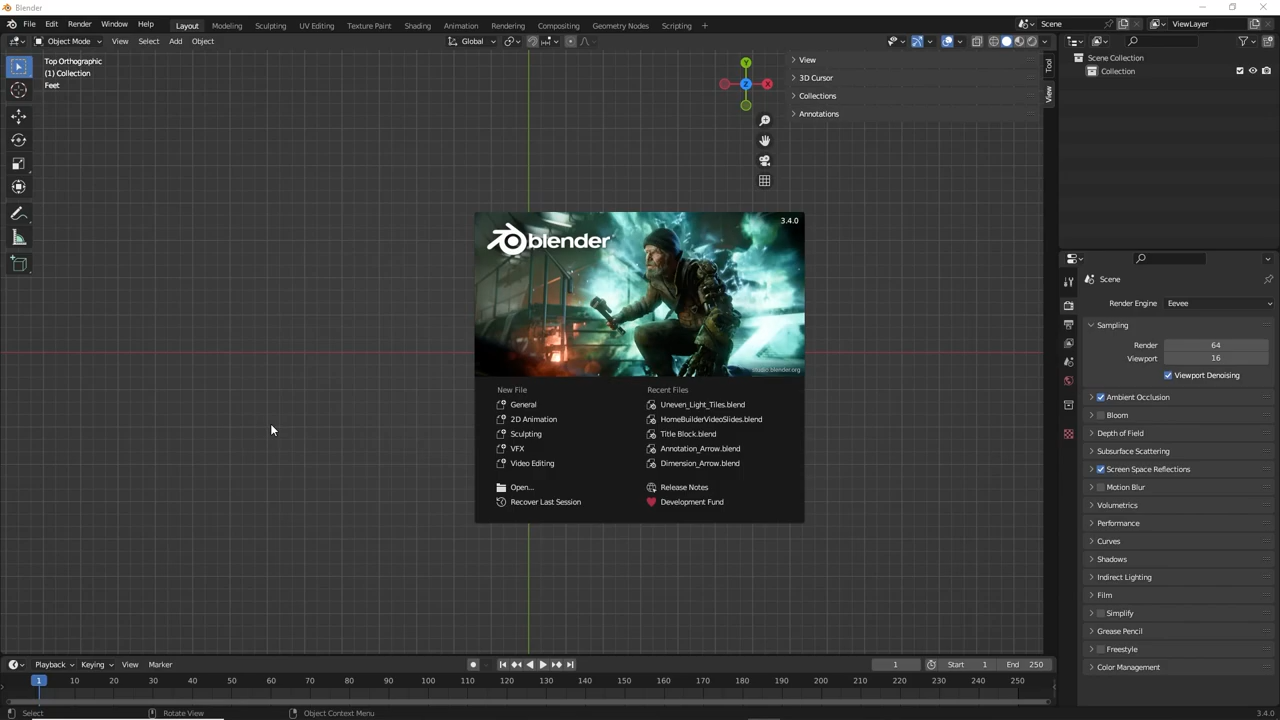 Blender
File Edit Render Window Help
Layout Modeling Sculpting UV Editing Texture Paint Shading Animation Rendering Compositing Geometry Nodes Scripting +
Scene
ViewLayer
Object Mode View Select Add Object
Global
Top Orthographic
(1) Collection
Feet
Y
Z
X
View
3D Cursor
Collections
Annotations
Tool
View
Scene Collection
Collection
blender
3.4.0
studio.blender.org
New File
General
2D Animation
Sculpting
VFX
Video Editing
Open...
Recover Last Session
Recent Files
Uneven_Light_Tiles.blend
HomeBuilderVideoSlides.blend
Title Block.blend
Annotation_Arrow.blend
Dimension_Arrow.blend
Release Notes
Development Fund
Scene
Render Engine Eevee
Sampling
Render 64
Viewport 16
Viewport Denoising
Ambient Occlusion
Bloom
Depth of Field
Subsurface Scattering
Screen Space Reflections
Motion Blur
Volumetrics
Performance
Curves
Shadows
Indirect Lighting
Film
Simplify
Grease Pencil
Freestyle
Color Management
Playback Keying View Marker
1 Start 1 End 250
1 10 20 30 40 50 60 70 80 90 100 110 120 130 140 150 160 170 180 190 200 210 220 230 240 250
Select Rotate View Object Context Menu
3.4.0